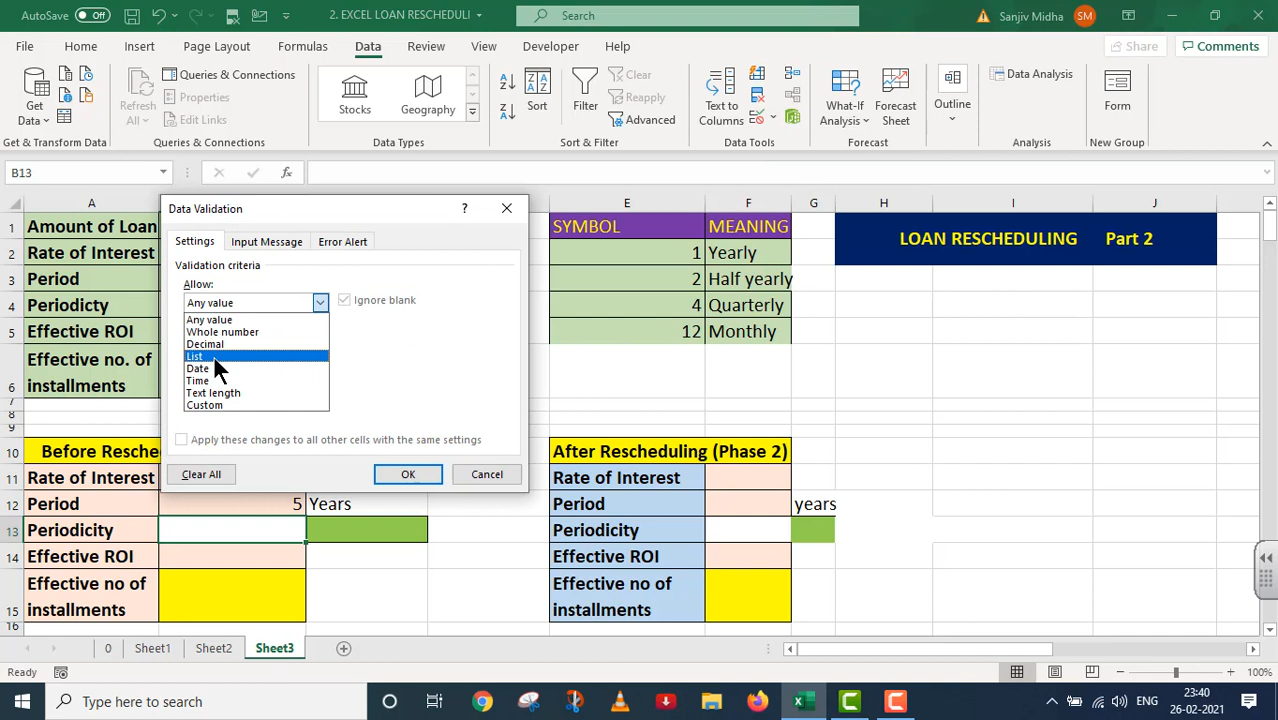 AutoSave Off 2. EXCEL LOAN RESCHEDULI Search Sanjiv Midha SM
File Home Insert Page Layout Formulas Data Review View Developer Help Share Comments
Get Data Refresh All Queries & Connections Properties Edit Links Stocks Geography Sort Filter Clear Reapply Advanced Text to Columns What-If Analysis Forecast Sheet Outline Data Analysis Form
Get & Transform Data Queries & Connections Data Types Sort & Filter Data Tools Forecast Analysis New Group
B13 fx
Data Validation ? ×
Settings Input Message Error Alert
Validation criteria
Allow:
Any value Ignore blank
Any value
Whole number
Decimal
List
Date
Time
Text length
Custom
Apply these changes to all other cells with the same settings
Clear All OK Cancel
A E F G H I J
1 Amount of Loan SYMBOL MEANING LOAN RESCHEDULING Part 2
2 Rate of Interest 1 Yearly
3 Period 2 Half yearly
4 Periodicty 4 Quarterly
5 Effective ROI 12 Monthly
6 Effective no. of installments
7
8
9
10 Before Resche After Rescheduling (Phase 2)
11 Rate of Interest Rate of Interest
12 Period 5 Years Period years
13 Periodicity Periodicity
14 Effective ROI Effective ROI
15 Effective no of installments Effective no of installments
16
0 Sheet1 Sheet2 Sheet3
Ready 100%
Type here to search ENG 23:40
26-02-2021